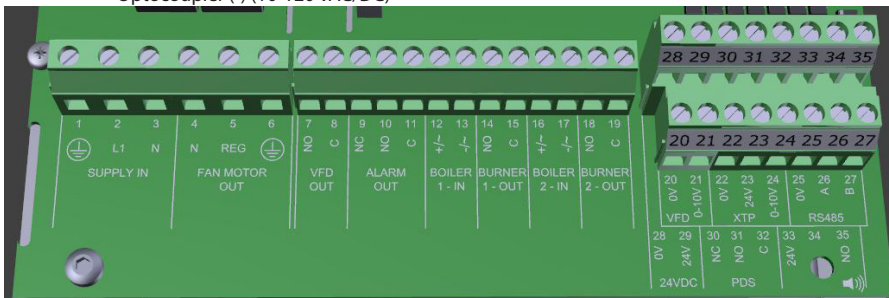 Optocoupler (-) (10-120 VAC/DC)
28 29 30 31 32 33 34 35
20 21 22 23 24 25 26 27
1 2 3 4 5 6 7 8 9 10 11 12 13 14 15 16 17 18 19
L1 N N REG NO C NC NO C +/~ -/~ NO C +/~ -/~ NO C
SUPPLY IN
FAN MOTOR
OUT
VFD
OUT
ALARM
OUT
BOILER
1 - IN
BURNER
1 - OUT
BOILER
2 - IN
BURNER
2 - OUT
20 21 22 23 24 25 26 27
0V 0-10V 0V 24V 0-10V 0V A B
VFD XTP RS485
28 29 30 31 32 33 34 35
0V 24V NC NO C 24V NO
24VDC PDS